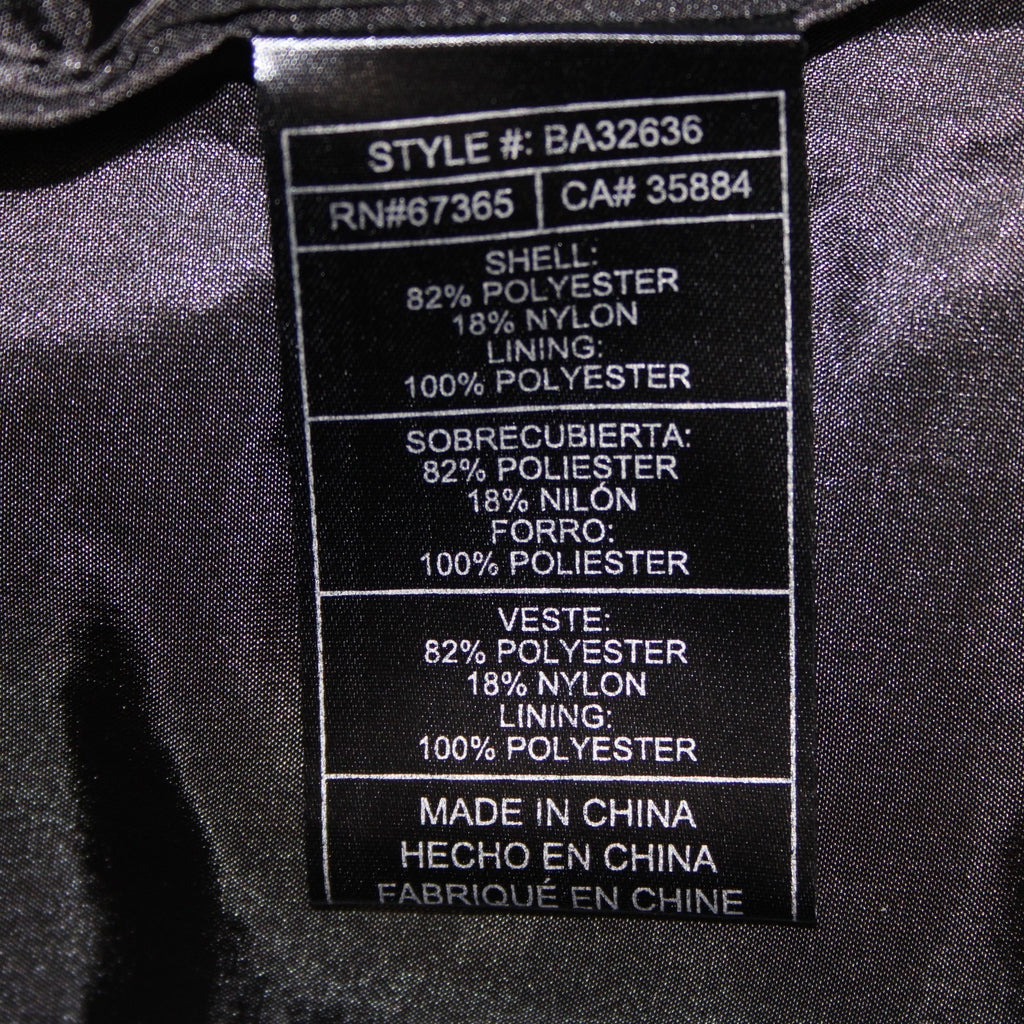 STYLE #: BA32636
RN#67365 CA# 35884
SHELL:
82% POLYESTER
18% NYLON
LINING:
100% POLYESTER
SOBRECUBIERTA:
82% POLIESTER
18% NILÓN
FORRO:
100% POLIESTER
VESTE:
82% POLYESTER
18% NYLON
LINING:
100% POLYESTER
MADE IN CHINA
HECHO EN CHINA
FABRIQUÉ EN CHINE